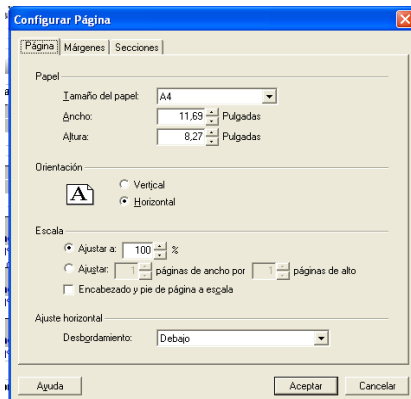 Configurar Página
Página Márgenes Secciones
Papel
Tamaño del papel: A4
Ancho: 11,69 Pulgadas
Altura: 8,27 Pulgadas
Orientación
A Vertical
Horizontal
Escala
Ajustar a: 100 %
Ajustar: 1 páginas de ancho por 1 páginas de alto
Encabezado y pie de página a escala
Ajuste horizontal
Desbordamiento: Debajo
Ayuda Aceptar Cancelar